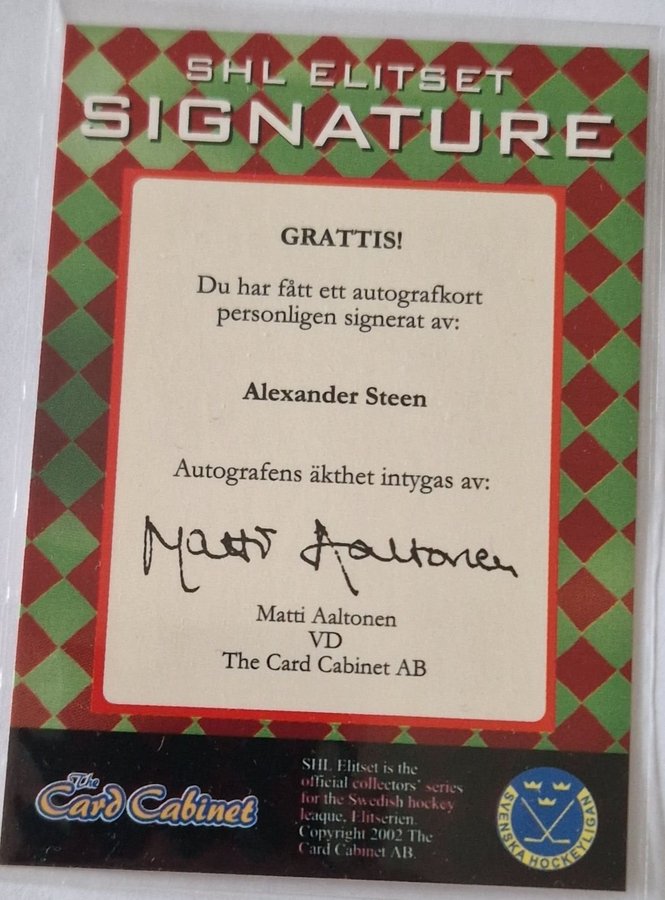 SHL ELITSET
SIGNATURE
GRATTIS!
Du har fått ett autografkort
personligen signerat av:
Alexander Steen
Autografens äkthet intygas av:
Matti Aaltonen
Matti Aaltonen
VD
The Card Cabinet AB
The
Card Cabinet
SHL Elitset is the
official collectors' series
for the Swedish hockey
league, Elitserien.
Copyright 2002 The
Card Cabinet AB.
SVENSKA HOCKEYLIGAN